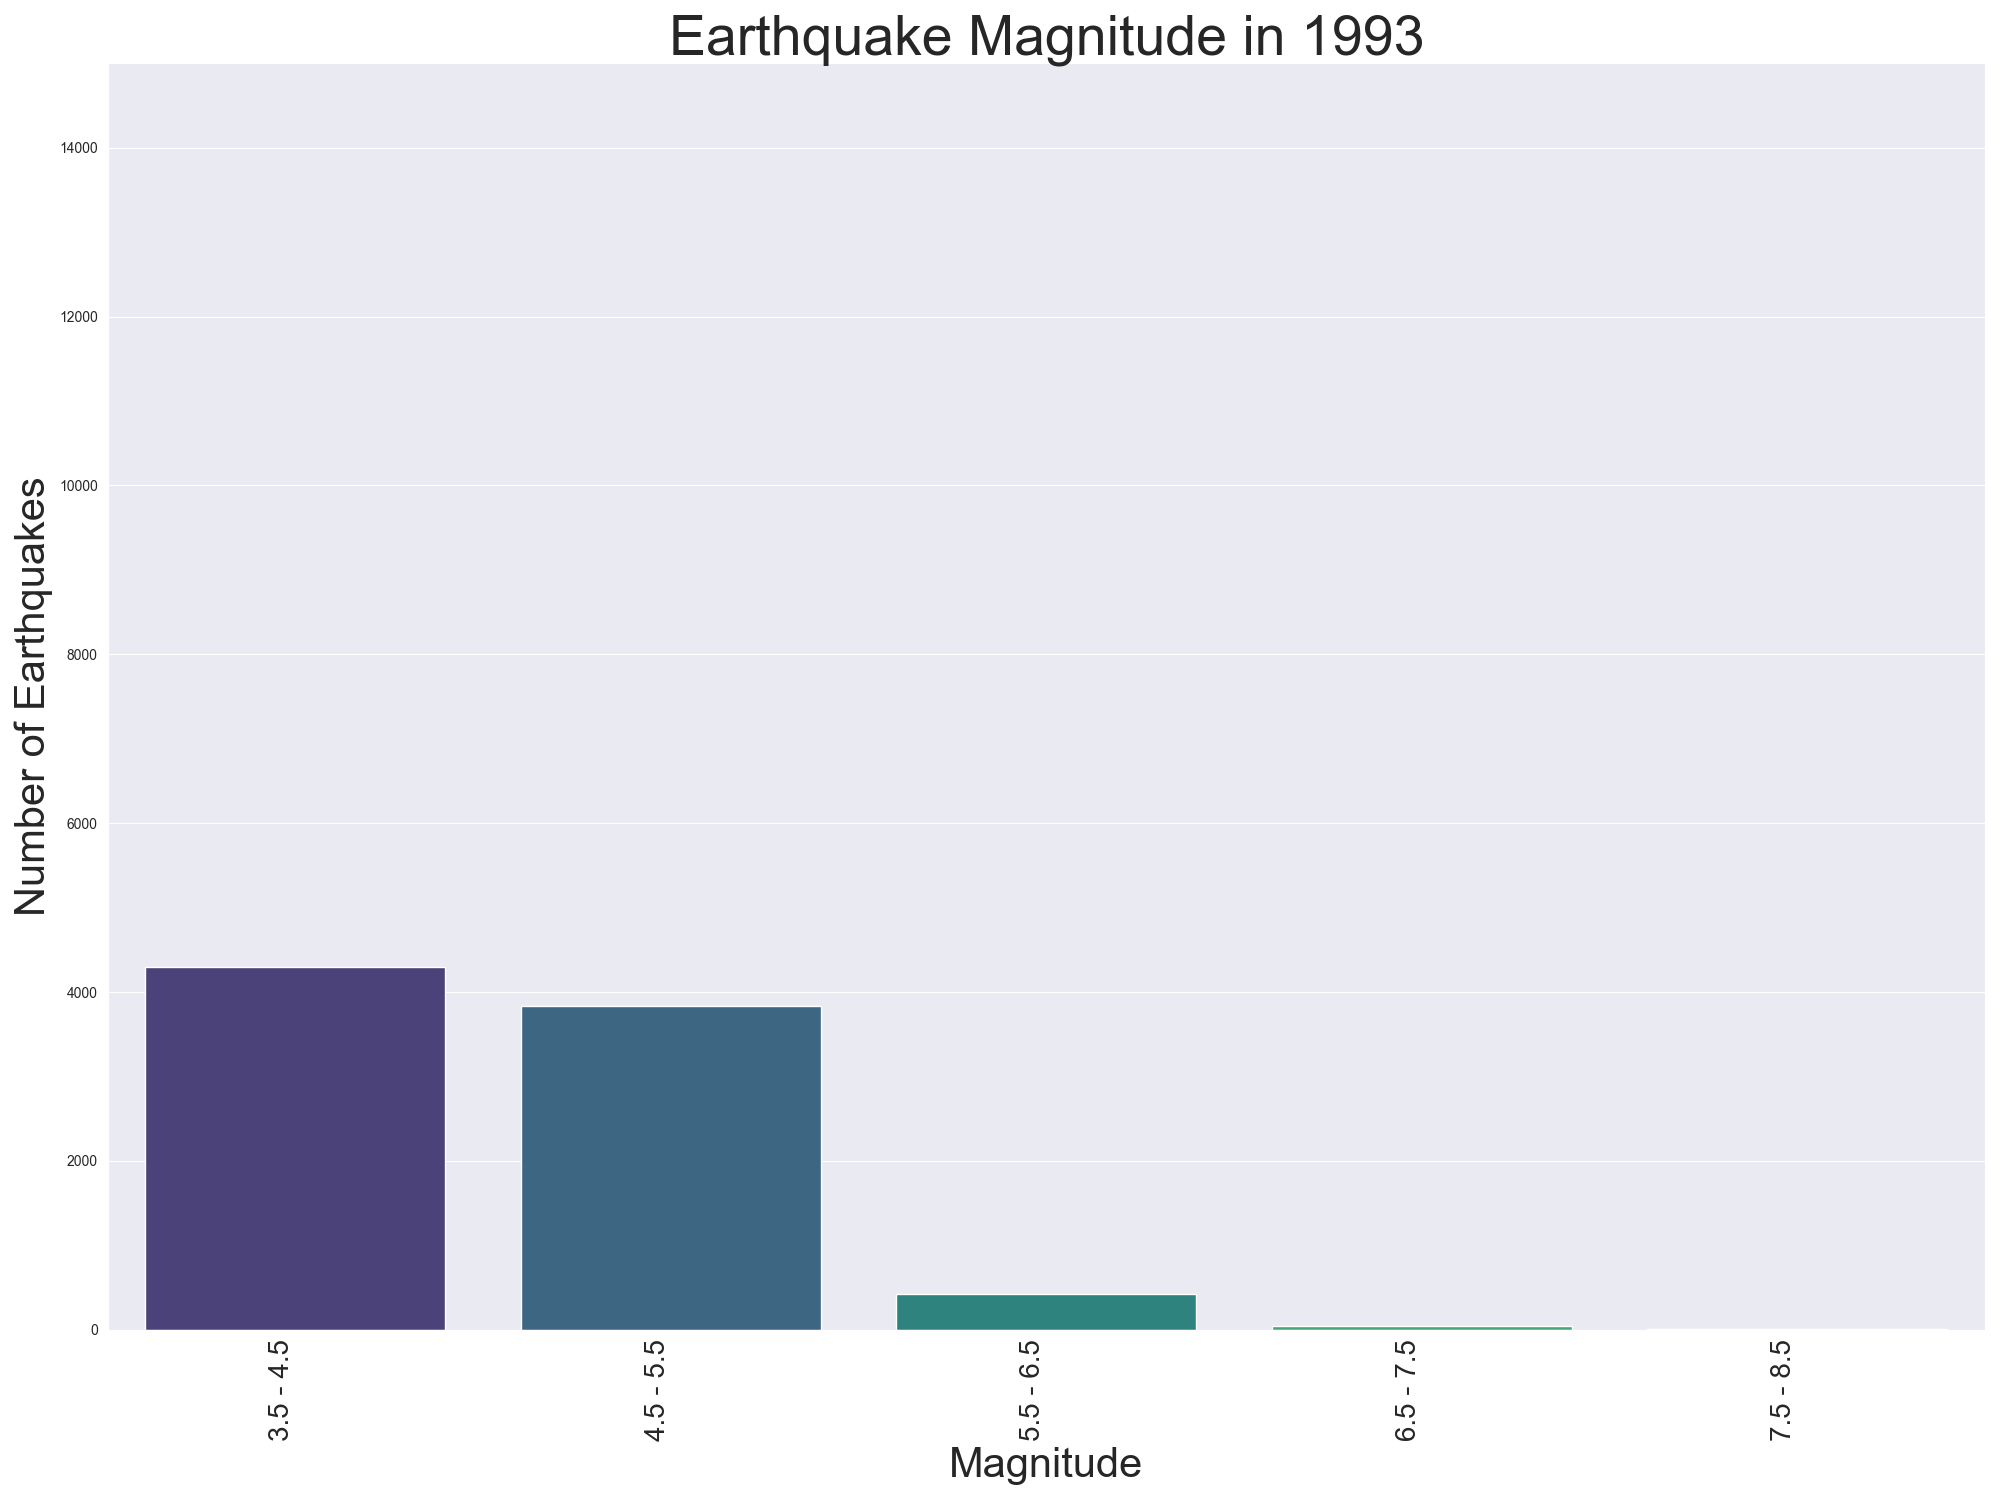 Earthquake Magnitude in 1993
Number of Earthquakes
14000
12000
10000
8000
6000
4000
2000
0
3.5 - 4.5
4.5 - 5.5
5.5 - 6.5
6.5 - 7.5
7.5 - 8.5
Magnitude